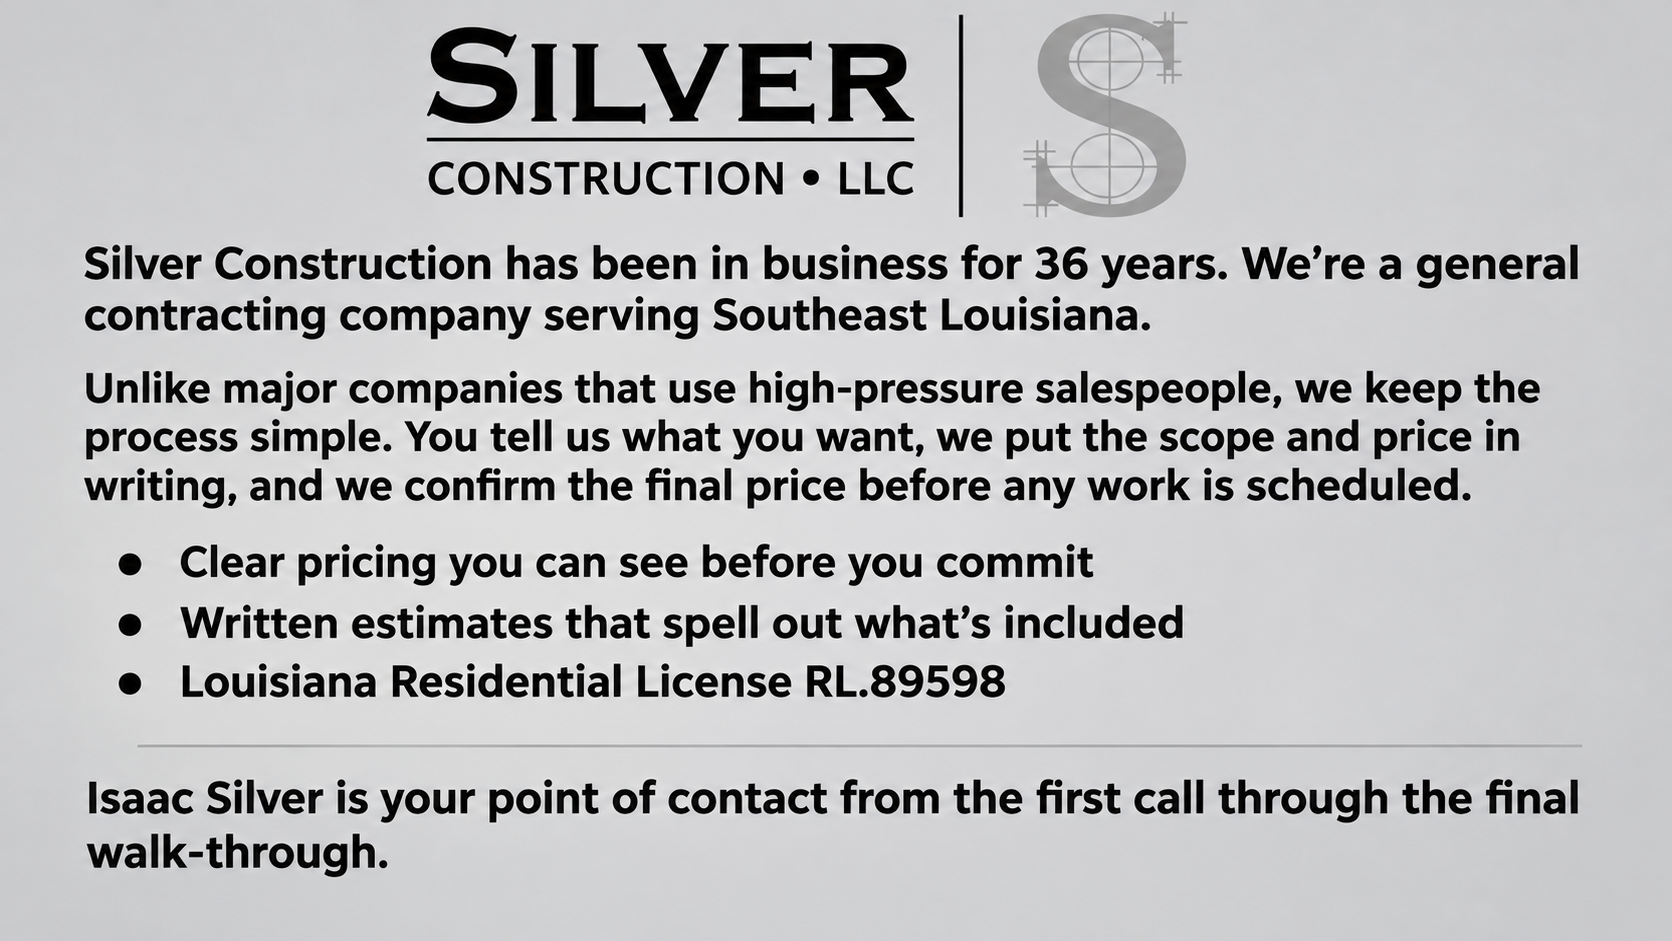 SILVER
CONSTRUCTION • LLC
S
Silver Construction has been in business for 36 years. We’re a general
contracting company serving Southeast Louisiana.
Unlike major companies that use high-pressure salespeople, we keep the
process simple. You tell us what you want, we put the scope and price in
writing, and we confirm the final price before any work is scheduled.
● Clear pricing you can see before you commit
● Written estimates that spell out what’s included
● Louisiana Residential License RL.89598
Isaac Silver is your point of contact from the first call through the final
walk-through.